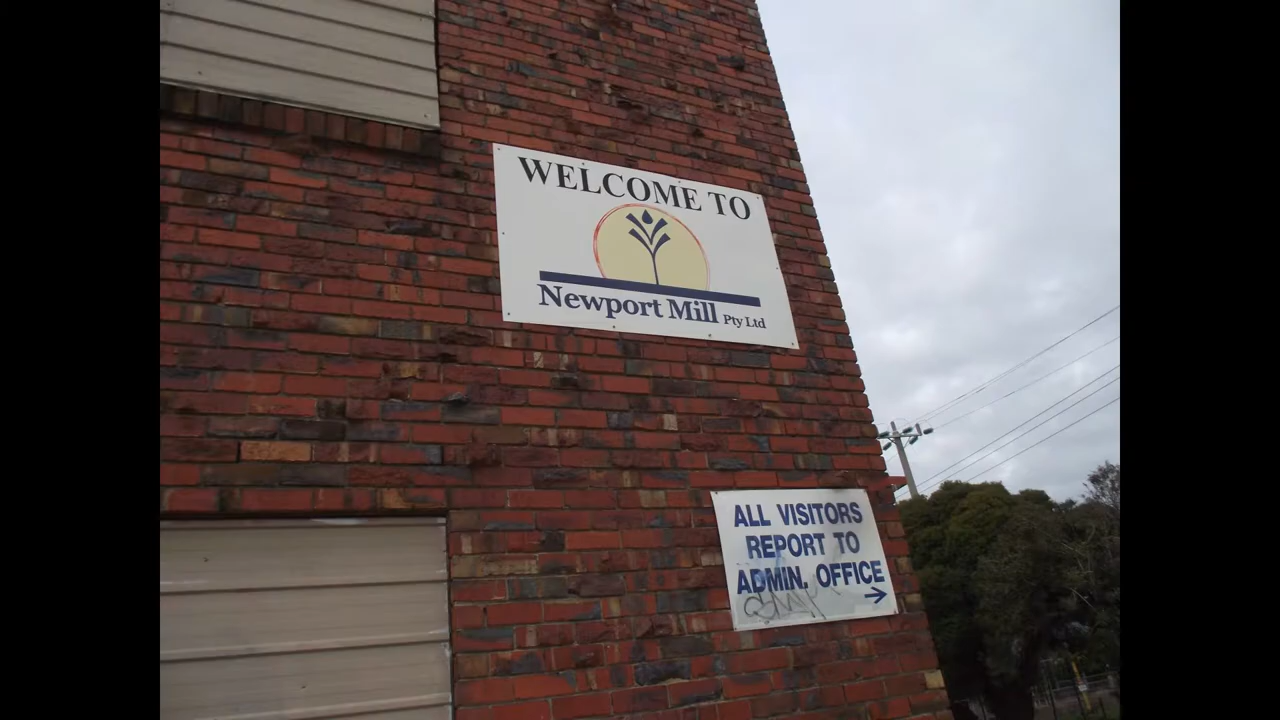 WELCOME TO
Newport Mill Pty Ltd
ALL VISITORS
REPORT TO
ADMIN. OFFICE